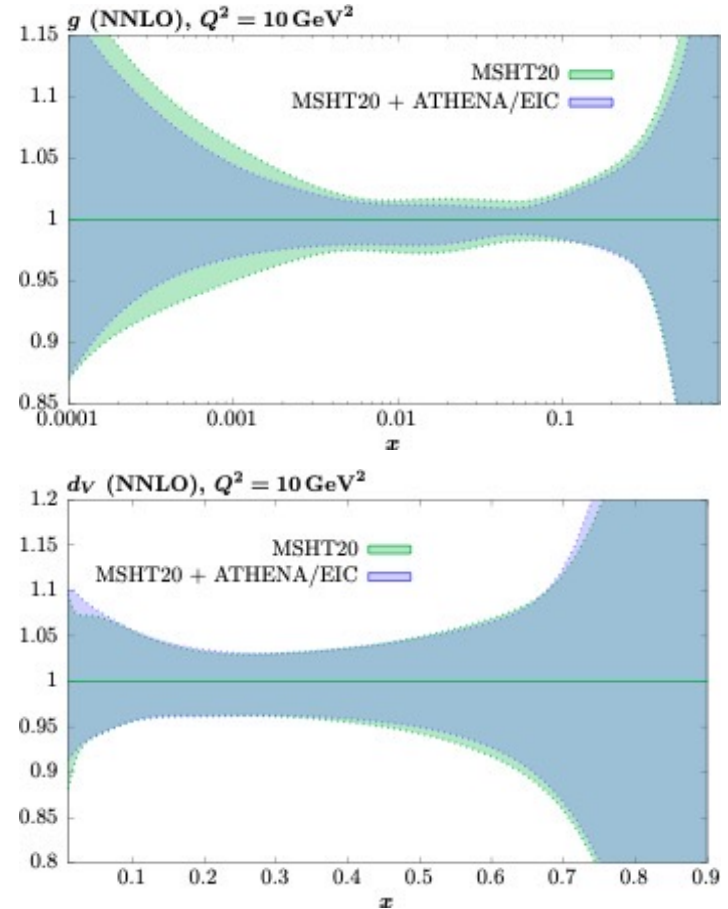 g (NNLO), Q² = 10 GeV²
1.15
MSHT20
MSHT20 + ATHENA/EIC
1.1
1.05
1
0.95
0.9
0.85
0.0001 0.001 0.01 0.1
x
d_V (NNLO), Q² = 10 GeV²
1.2
1.15
MSHT20
MSHT20 + ATHENA/EIC
1.1
1.05
1
0.95
0.9
0.85
0.8
0.1 0.2 0.3 0.4 0.5 0.6 0.7 0.8 0.9
x